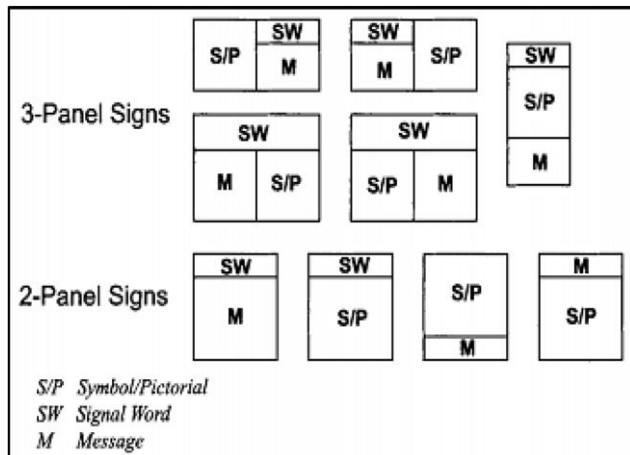 SW SW
S/P M M S/P SW
3-Panel Signs S/P
SW SW M
M S/P S/P M
SW SW S/P M
2-Panel Signs M S/P M S/P
S/P Symbol/Pictorial
SW Signal Word
M Message